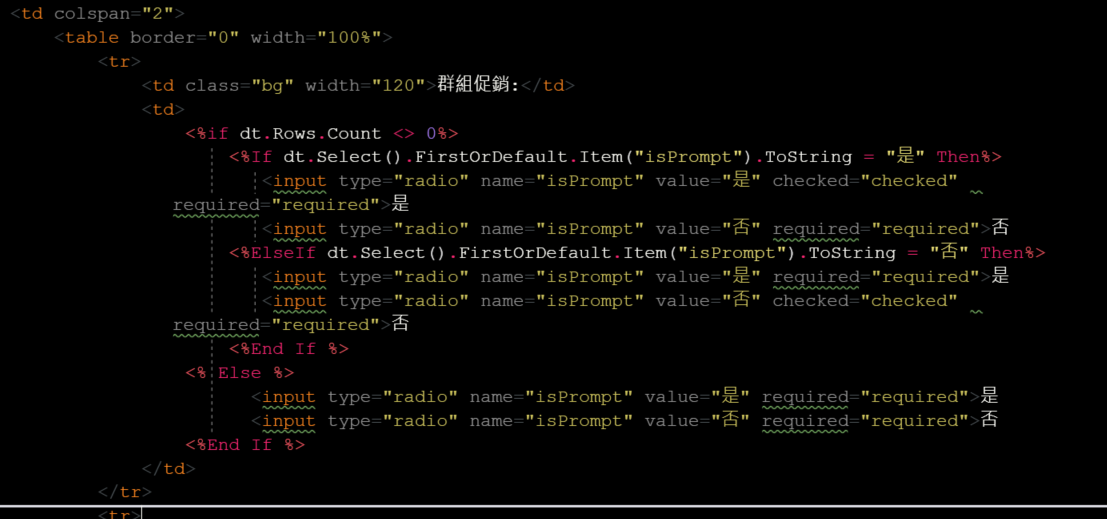 <td colspan="2">
<table border="0" width="100%">
<tr>
<td class="bg" width="120">群組促銷:</td>
<td>
<%if dt.Rows.Count <> 0%>
<%If dt.Select().FirstOrDefault.Item("isPrompt").ToString = "是" Then%>
<input type="radio" name="isPrompt" value="是" checked="checked"
required="required">是
<input type="radio" name="isPrompt" value="否" required="required">否
<%ElseIf dt.Select().FirstOrDefault.Item("isPrompt").ToString = "否" Then%>
<input type="radio" name="isPrompt" value="是" required="required">是
<input type="radio" name="isPrompt" value="否" checked="checked"
required="required">否
<%End If %>
<% Else %>
<input type="radio" name="isPrompt" value="是" required="required">是
<input type="radio" name="isPrompt" value="否" required="required">否
<%End If %>
</td>
</tr>
<tr>